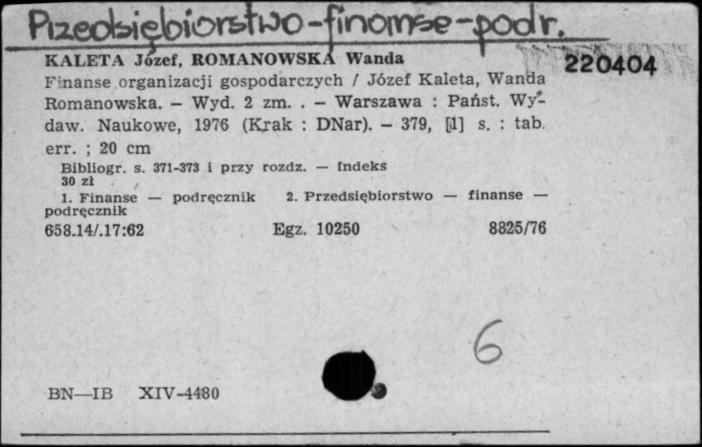 Przedsiębiorstwo-finanse-podr.
KALETA Józef, ROMANOWSKA Wanda
220404
Finanse organizacji gospodarczych / Józef Kaleta, Wanda
Romanowska. — Wyd. 2 zm. . — Warszawa : Państ. Wy-
daw. Naukowe, 1976 (Krak : DNar). — 379, [1] s. : tab.
err. ; 20 cm
Bibliogr. s. 371-373 i przy rozdz. — Indeks
30 zł
1. Finanse — podręcznik 2. Przedsiębiorstwo — finanse —
podręcznik
658.14/.17:62 Egz. 10250 8825/76
6
BN—IB XIV-4480